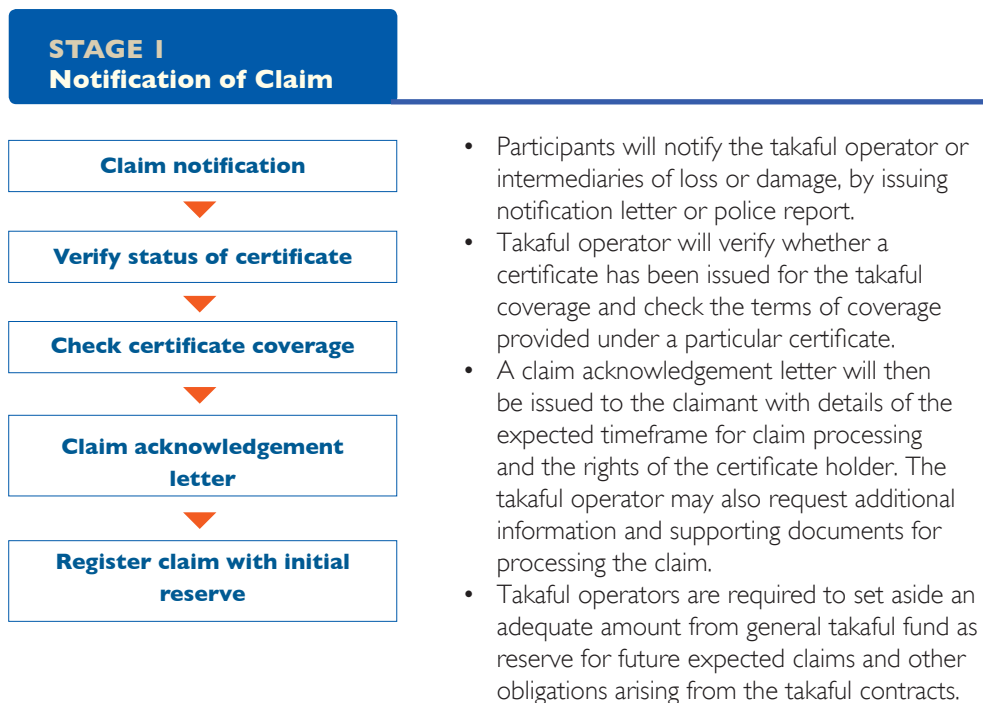 STAGE 1
Notification of Claim
Claim notification
Verify status of certificate
Check certificate coverage
Claim acknowledgement
letter
Register claim with initial
reserve
• Participants will notify the takaful operator or
intermediaries of loss or damage, by issuing
notification letter or police report.
• Takaful operator will verify whether a
certificate has been issued for the takaful
coverage and check the terms of coverage
provided under a particular certificate.
• A claim acknowledgement letter will then
be issued to the claimant with details of the
expected timeframe for claim processing
and the rights of the certificate holder. The
takaful operator may also request additional
information and supporting documents for
processing the claim.
• Takaful operators are required to set aside an
adequate amount from general takaful fund as
reserve for future expected claims and other
obligations arising from the takaful contracts.